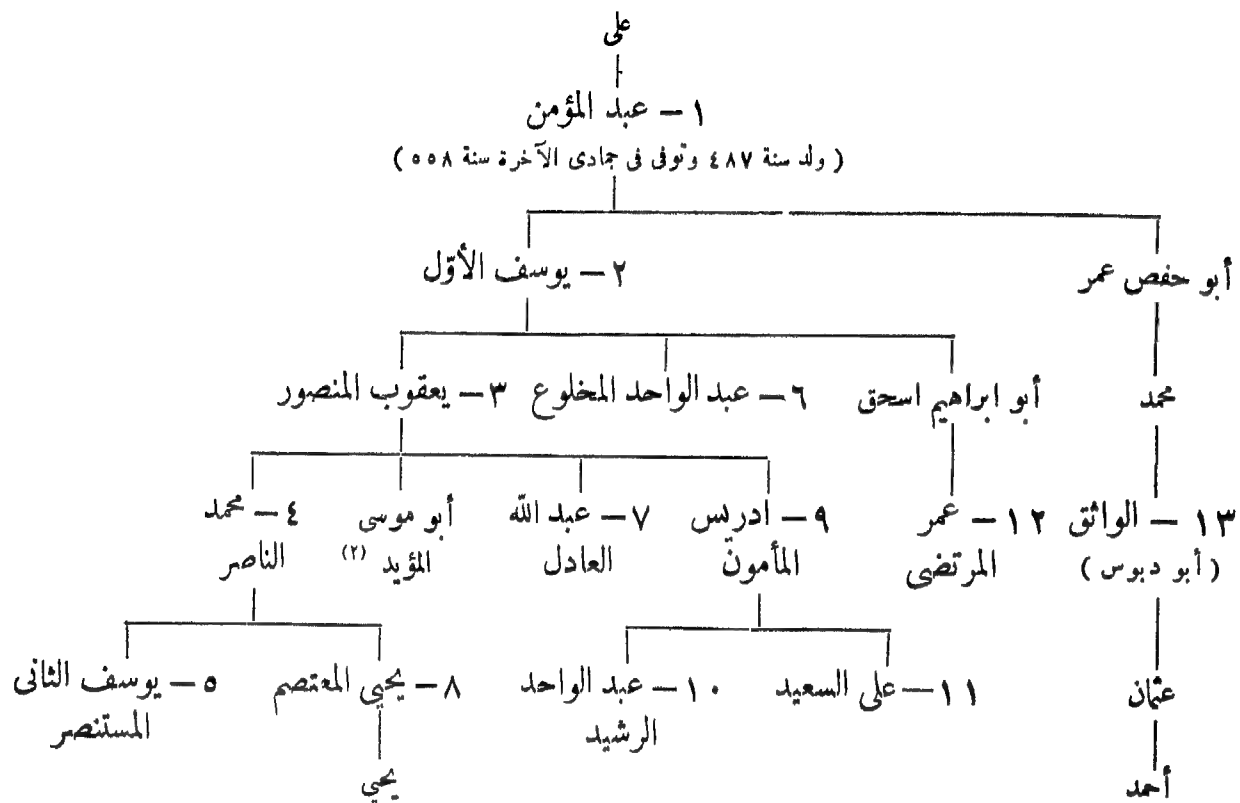 على
١ — عبد المؤمن
( ولد سنة ٤٨٧ وتوفى فى جمادى الآخرة سنة ٥٥٨ )
أبو حفص عمر
٢ — يوسف الأوّل
محمد
أبو ابراهيم اسحق
٦ — عبد الواحد المخلوع
٣ — يعقوب المنصور
١٣ — الواثق
( أبو دبوس )
١٢ — عمر
المرتضى
٩ — ادريس
المأمون
٧ — عبد الله
العادل
أبو موسى
المؤيد (٢)
٤ — محمد
الناصر
عثمان
١١ — على السعيد
١٠ — عبد الواحد
الرشيد
٨ — يحيى المعتصم
٥ — يوسف الثانى
المستنصر
أحمد
يحيى